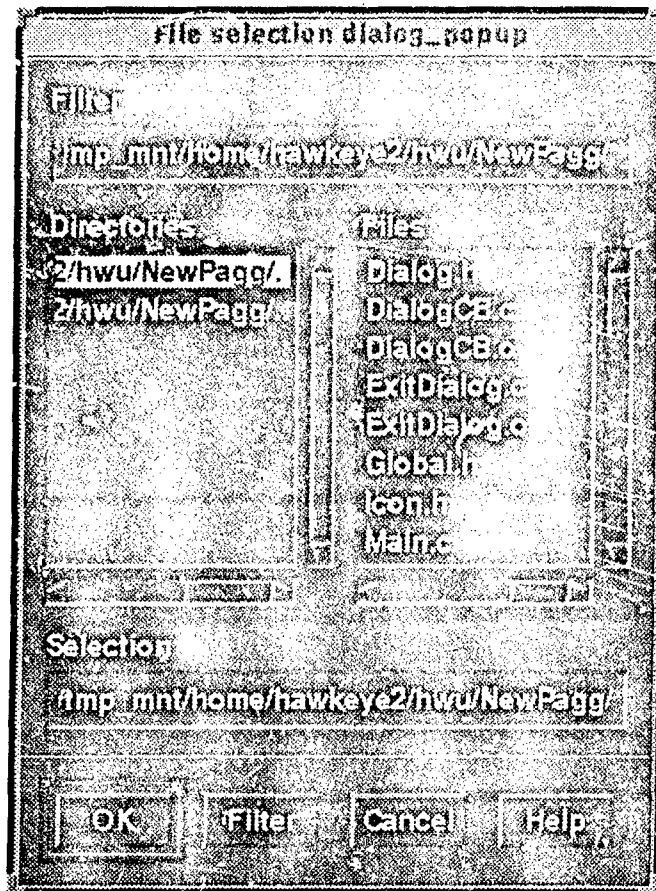 File selection dialog_popup
Filter
mp_mnt/home/hawkeye2/hwu/NewPagg/
Directories
2/hwu/NewPagg/.
2/hwu/NewPagg/
Files
Dialog.h
DialogCB.c
DialogCB.o
ExitDialog.c
ExitDialog.o
Global.h
Icon.h
Main.c
Selection
/tmp_mnt/home/hawkeye2/hwu/NewPagg/
OK
Filter
Cancel
Help